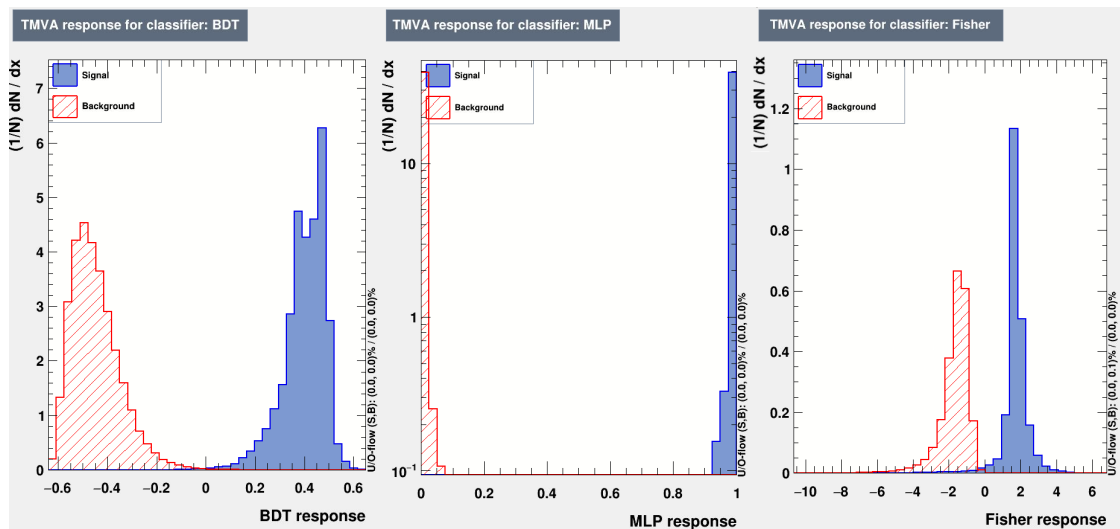 TMVA response for classifier: BDT
(1/N) dN / dx
Signal
Background
7
6
5
4
3
2
1
0
−0.6 −0.4 −0.2 0 0.2 0.4 0.6
BDT response
U/O-flow (S,B): (0.0, 0.0)% / (0.0, 0.0)%
TMVA response for classifier: MLP
(1/N) dN / dx
Signal
Background
10
1
10−1
0 0.2 0.4 0.6 0.8 1
MLP response
U/O-flow (S,B): (0.0, 0.0)% / (0.0, 0.0)%
TMVA response for classifier: Fisher
(1/N) dN / dx
Signal
Background
1.2
1
0.8
0.6
0.4
0.2
0
−10 −8 −6 −4 −2 0 2 4 6
Fisher response
U/O-flow (S,B): (0.0, 0.1)% / (0.0, 0.0)%